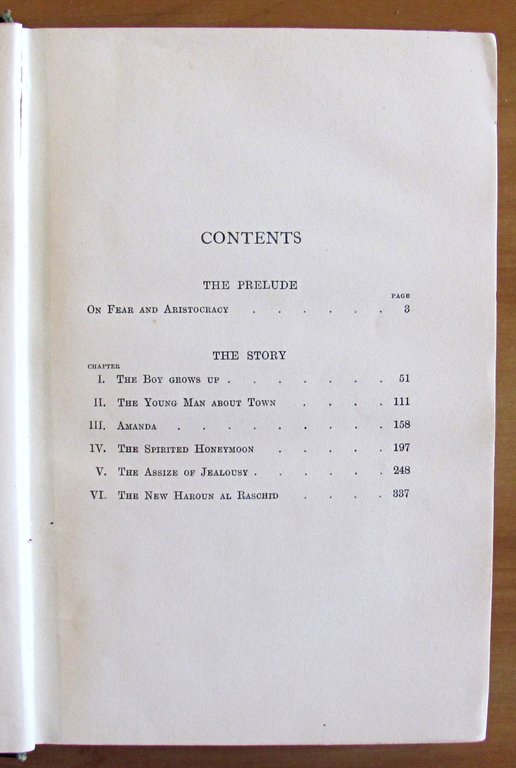 CONTENTS
THE PRELUDE
PAGE
On Fear and Aristocracy . . . . . . 3
THE STORY
CHAPTER
I. The Boy grows up . . . . . . . 51
II. The Young Man about Town . . . . 111
III. Amanda . . . . . . . . . 158
IV. The Spirited Honeymoon . . . . . 197
V. The Assize of Jealousy . . . . . . 248
VI. The New Haroun al Raschid . . . . 337